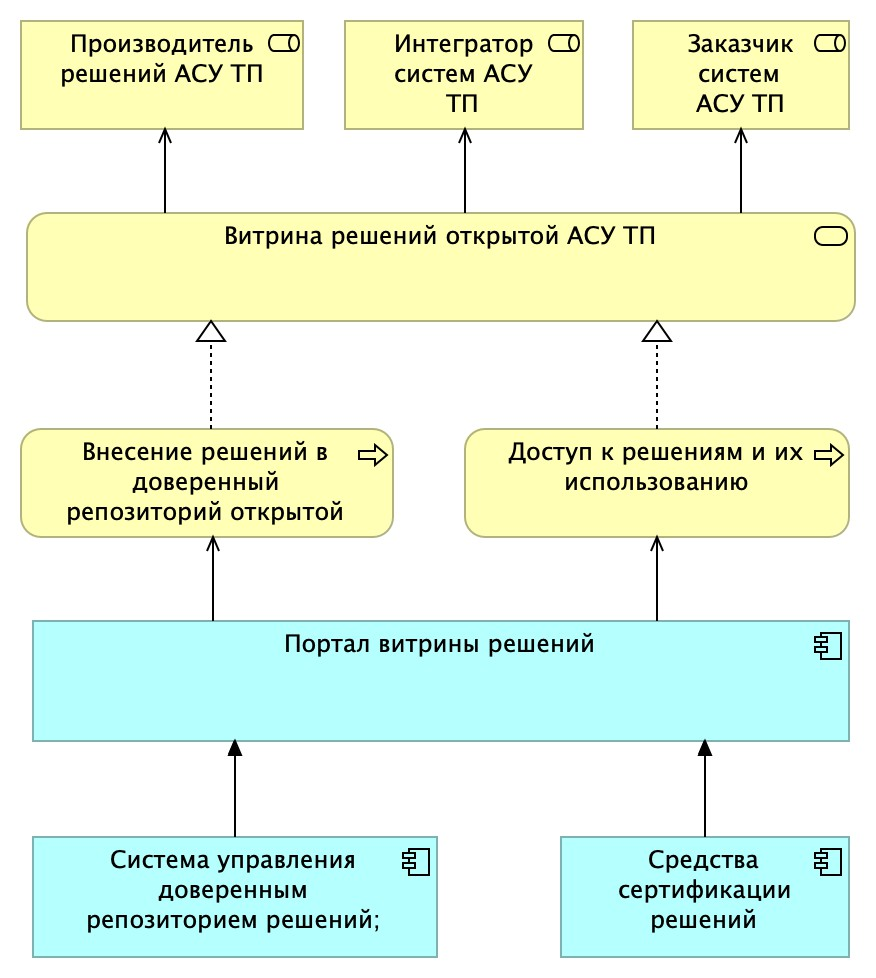 Производитель
решений АСУ ТП
Интегратор
систем АСУ
ТП
Заказчик
систем
АСУ ТП
Витрина решений открытой АСУ ТП
Внесение решений в
доверенный
репозиторий открытой
Доступ к решениям и их
использованию
Портал витрины решений
Система управления
доверенным
репозиторием решений;
Средства
сертификации
решений